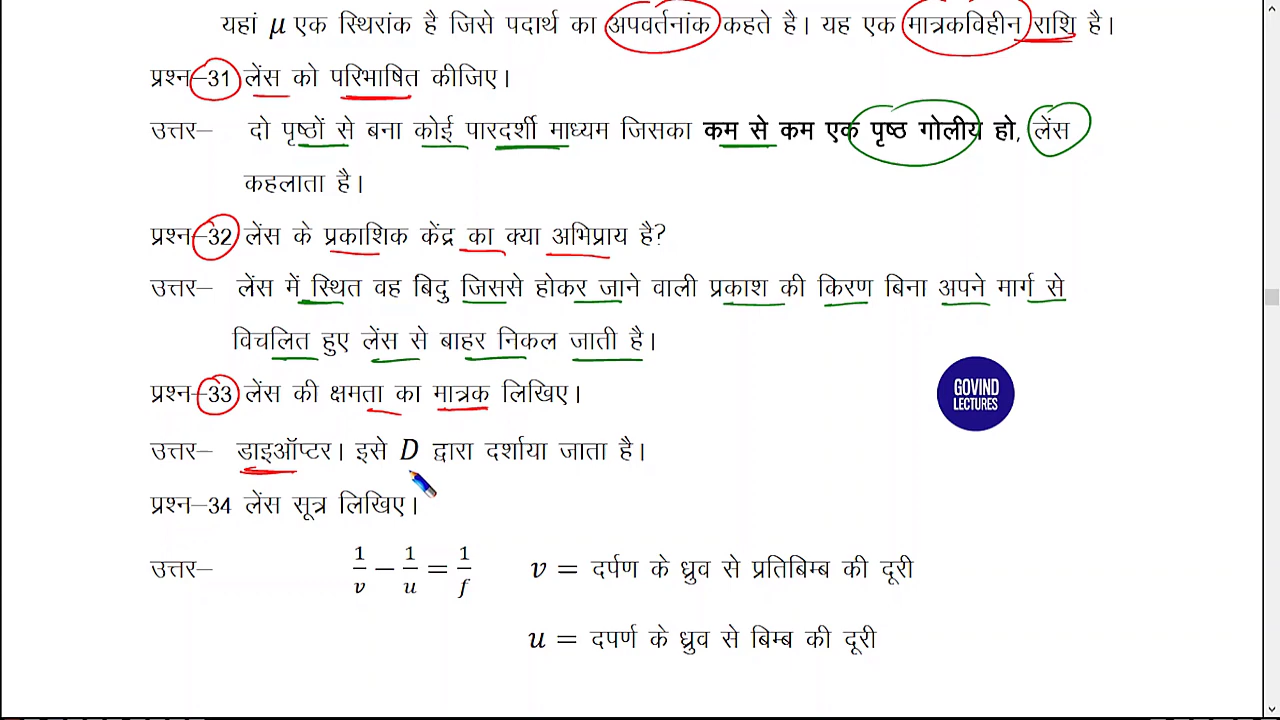 यहां μ एक स्थिरांक है जिसे पदार्थ का अपवर्तनांक कहते है। यह एक मात्रकविहीन राशि है।
प्रश्न–31 लेंस को परिभाषित कीजिए।
उत्तर– दो पृष्ठों से बना कोई पारदर्शी माध्यम जिसका कम से कम एक पृष्ठ गोलीय हो, लेंस
कहलाता है।
प्रश्न–32 लेंस के प्रकाशिक केंद्र का क्या अभिप्राय है?
उत्तर– लेंस में स्थित वह बिदु जिससे होकर जाने वाली प्रकाश की किरण बिना अपने मार्ग से
विचलित हुए लेंस से बाहर निकल जाती है।
प्रश्न–33 लेंस की क्षमता का मात्रक लिखिए।
GOVIND
LECTURES
उत्तर– डाइऑप्टर। इसे D द्वारा दर्शाया जाता है।
प्रश्न–34 लेंस सूत्र लिखिए।
उत्तर– 1/v − 1/u = 1/f v = दर्पण के ध्रुव से प्रतिबिम्ब की दूरी
u = दपर्ण के ध्रुव से बिम्ब की दूरी